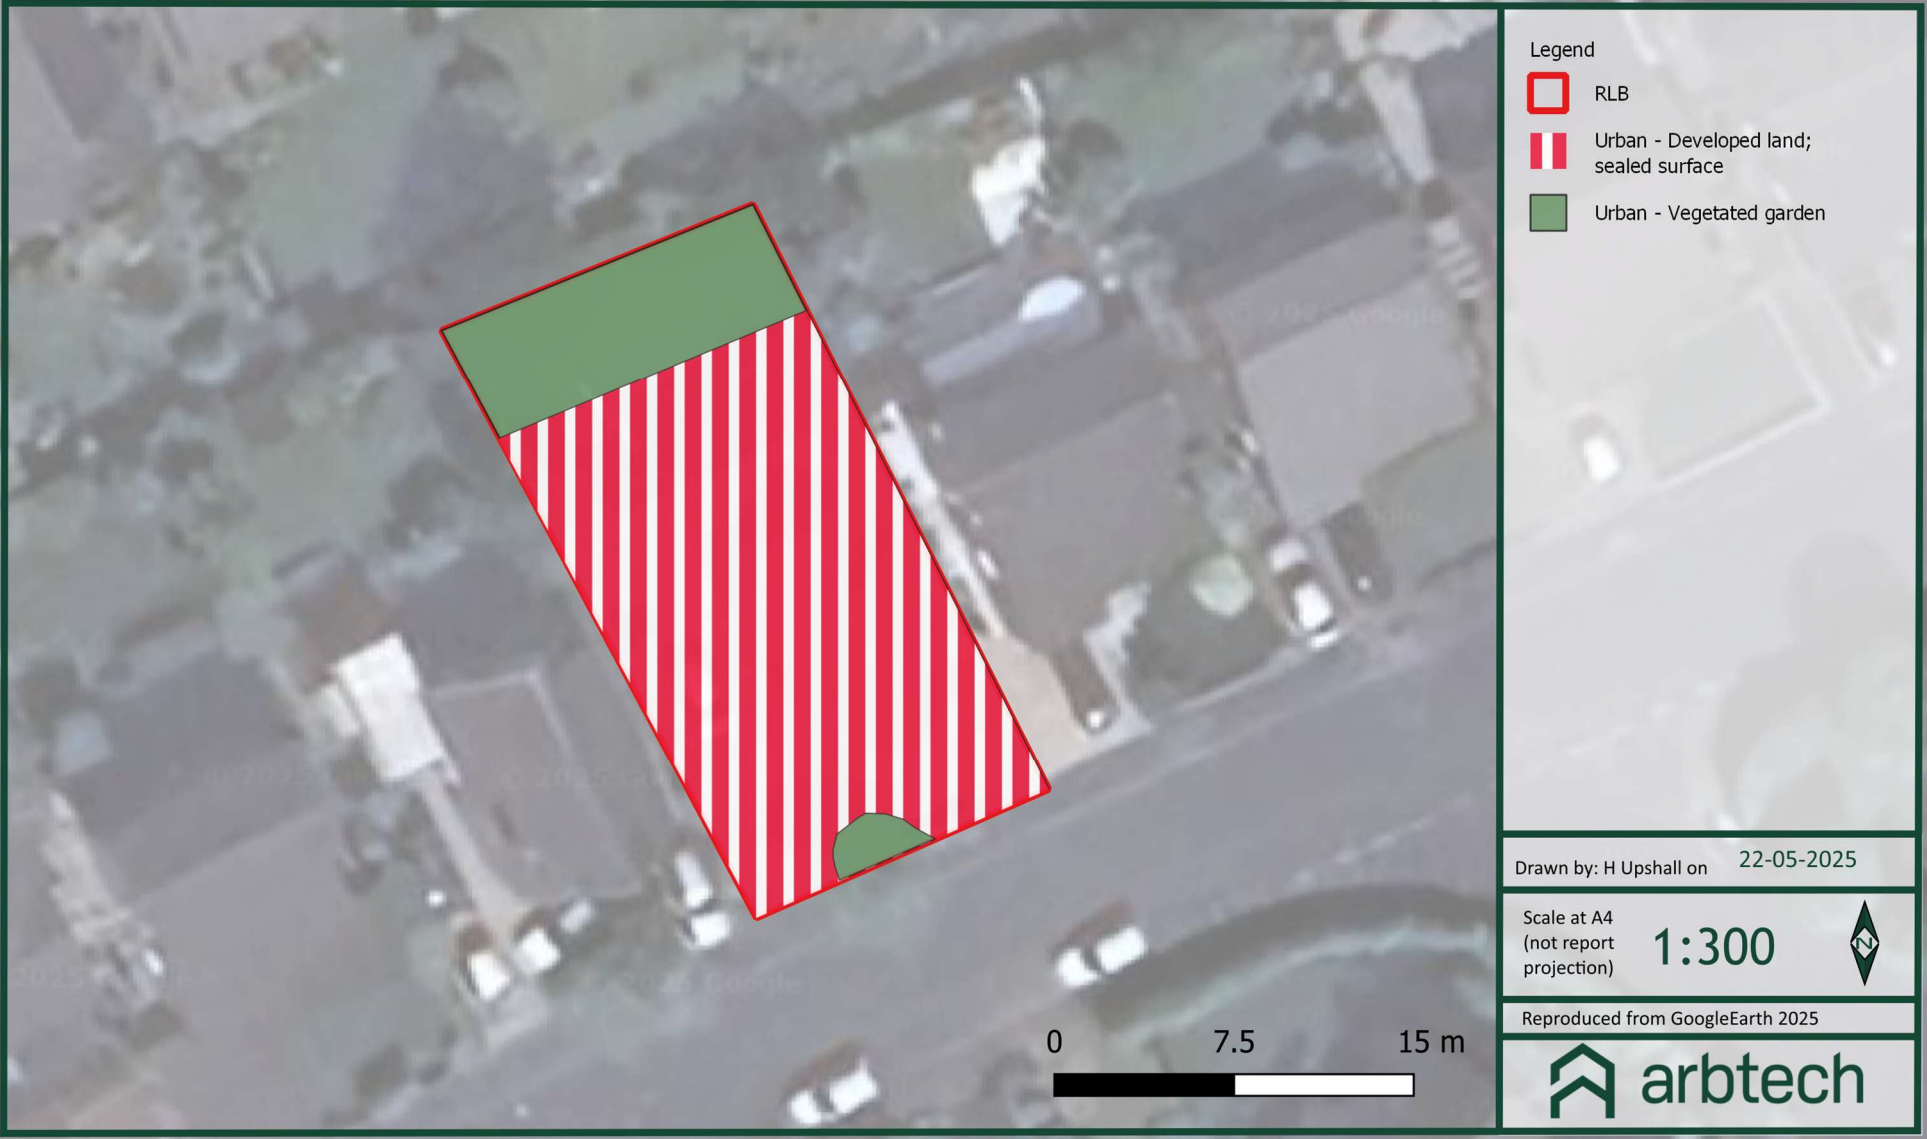 Legend
RLB
Urban - Developed land;
sealed surface
Urban - Vegetated garden
Drawn by: H Upshall on 22-05-2025
Scale at A4
(not report
projection)
1:300
N
Reproduced from GoogleEarth 2025
arbtech
0 7.5 15 m